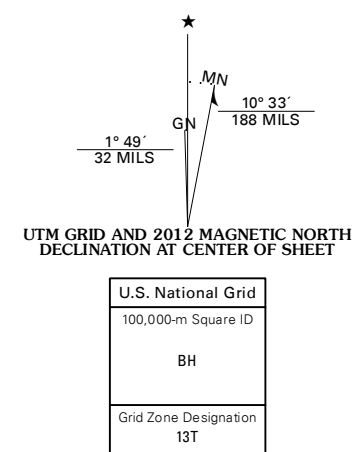 ★
MN
GN
10° 33´
188 MILS
1° 49´
32 MILS
UTM GRID AND 2012 MAGNETIC NORTH
DECLINATION AT CENTER OF SHEET
U.S. National Grid
100,000-m Square ID
BH
Grid Zone Designation
13T